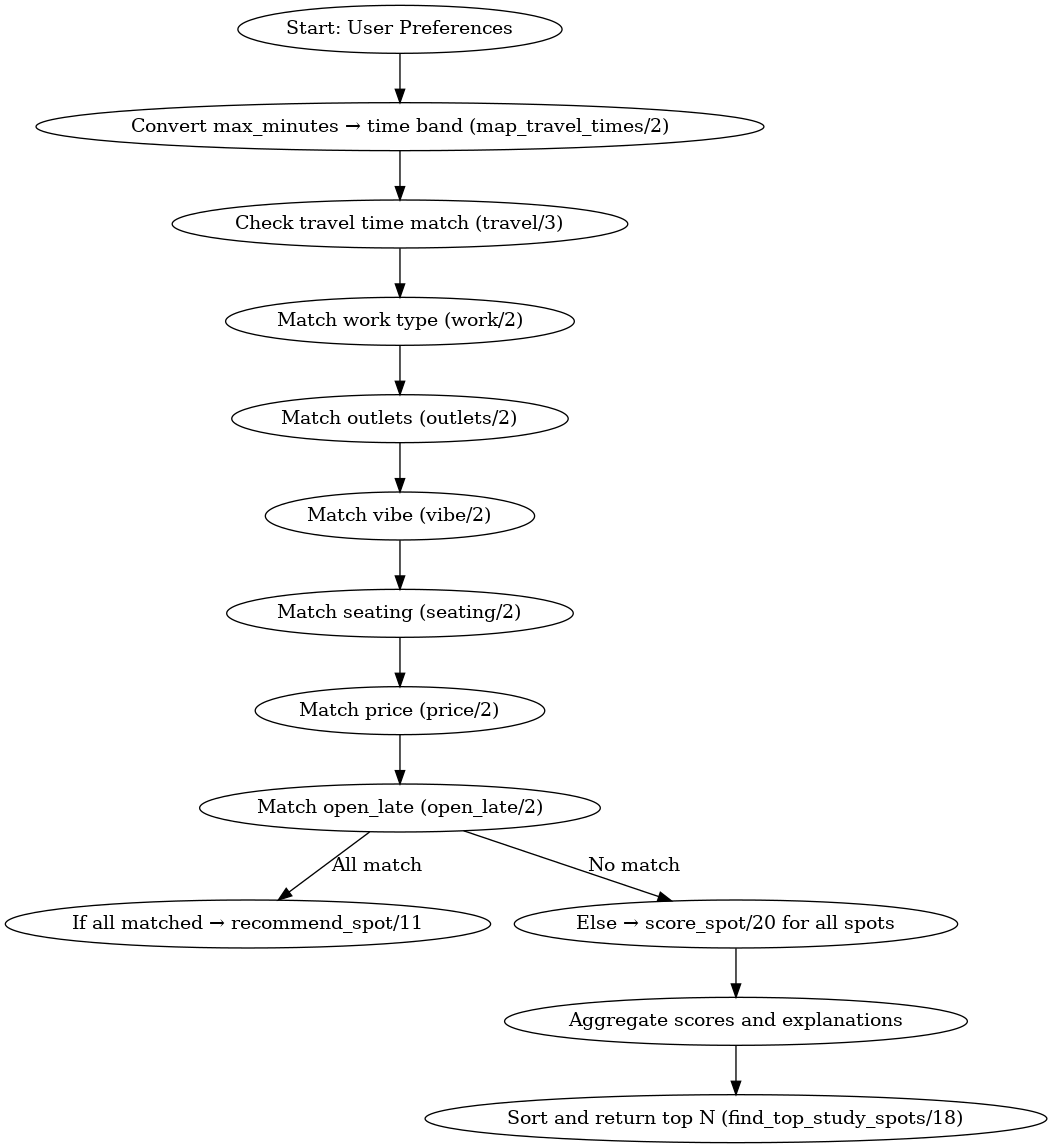 Start: User Preferences
Convert max_minutes → time band (map_travel_times/2)
Check travel time match (travel/3)
Match work type (work/2)
Match outlets (outlets/2)
Match vibe (vibe/2)
Match seating (seating/2)
Match price (price/2)
Match open_late (open_late/2)
All match
No match
If all matched → recommend_spot/11
Else → score_spot/20 for all spots
Aggregate scores and explanations
Sort and return top N (find_top_study_spots/18)